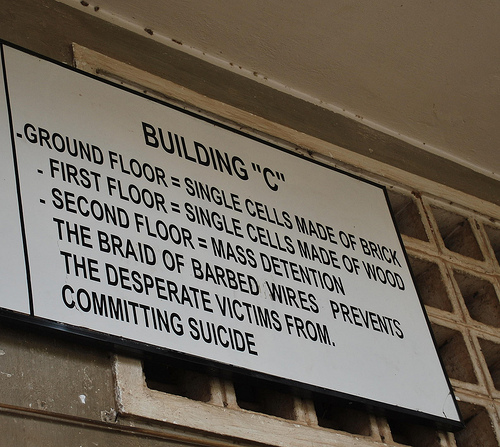 BUILDING "C"
-GROUND FLOOR = SINGLE CELLS MADE OF BRICK
- FIRST FLOOR = SINGLE CELLS MADE OF WOOD
- SECOND FLOOR = MASS DETENTION
THE BRAID OF BARBED WIRES PREVENTS
THE DESPERATE VICTIMS FROM.
COMMITTING SUICIDE